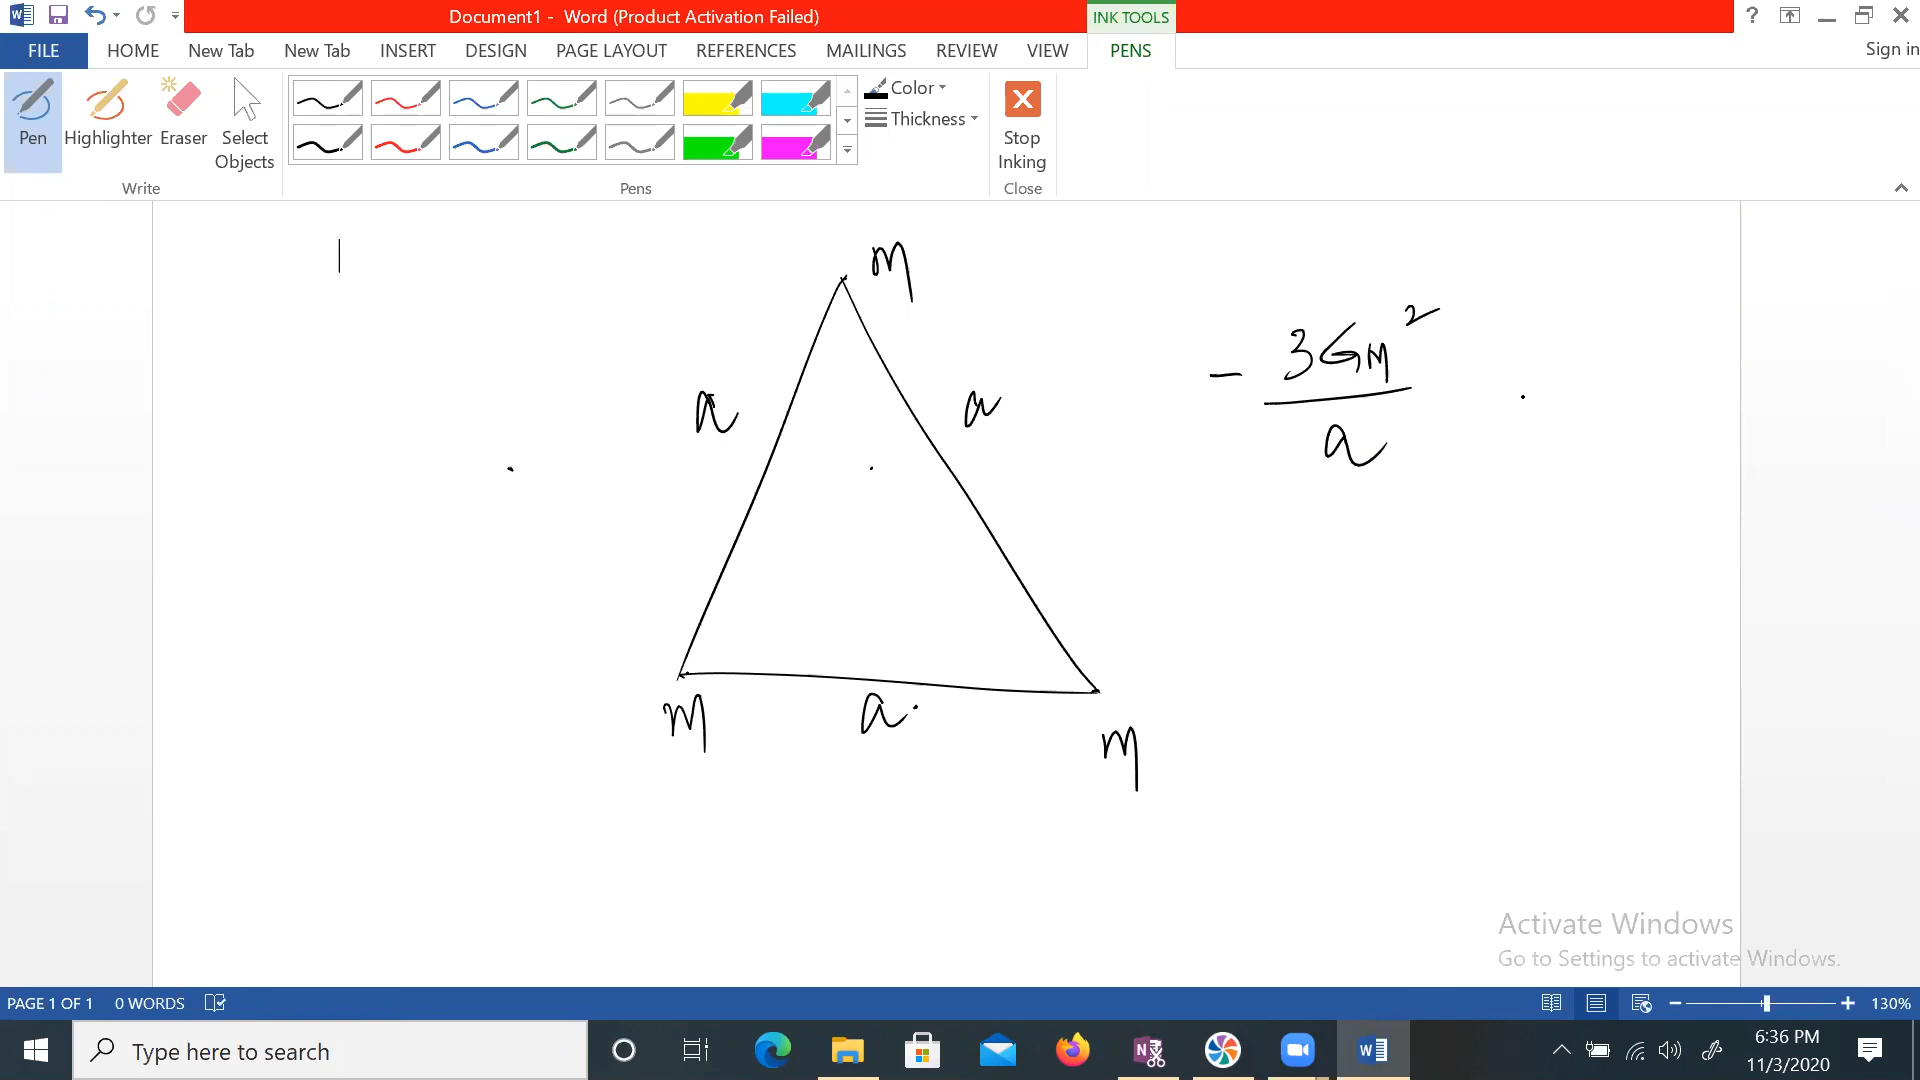 Document1 - Word (Product Activation Failed)
INK TOOLS
?
FILE
HOME
New Tab
New Tab
INSERT
DESIGN
PAGE LAYOUT
REFERENCES
MAILINGS
REVIEW
VIEW
PENS
Sign in
Pen
Highlighter
Eraser
Select Objects
Color
Thickness
Stop Inking
Write
Pens
Close
m
a
a
m
a
m
- 3Gm²
a
Activate Windows
Go to Settings to activate Windows.
PAGE 1 OF 1
0 WORDS
130%
Type here to search
6:36 PM
11/3/2020